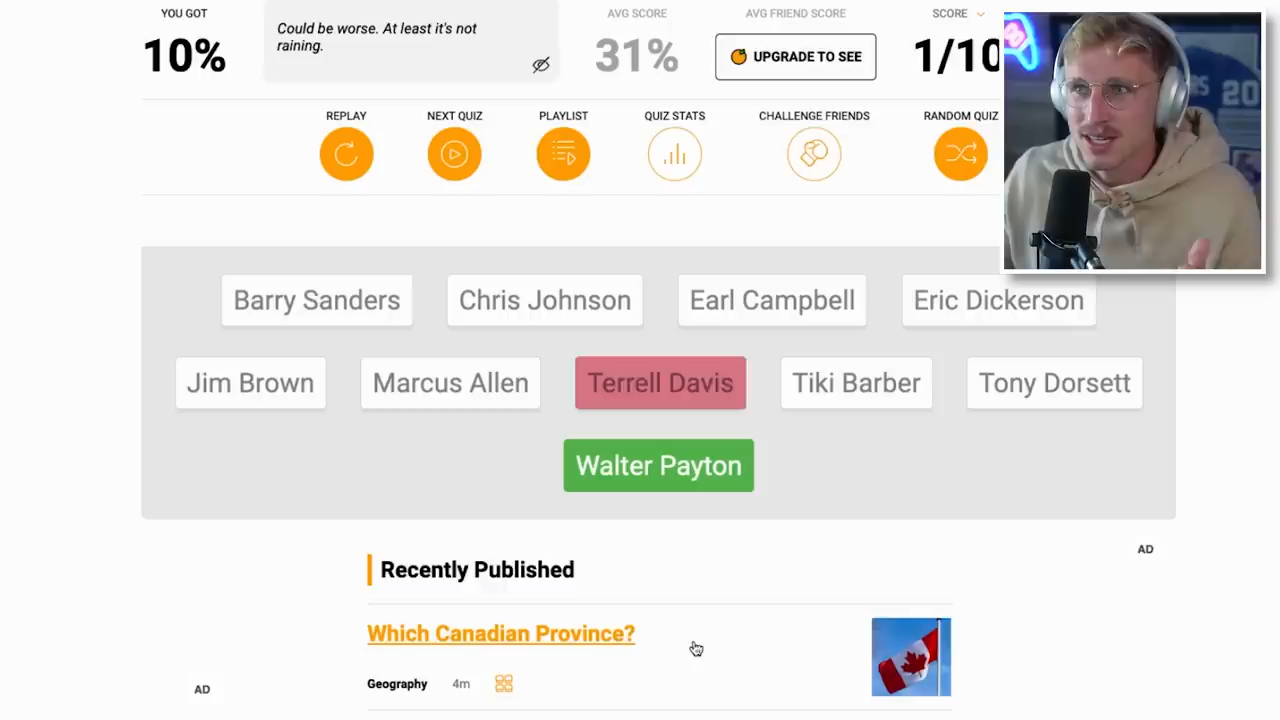 YOU GOT
10%
Could be worse. At least it's not
raining.
AVG SCORE
31%
AVG FRIEND SCORE
UPGRADE TO SEE
SCORE
1/10
REPLAY
NEXT QUIZ
PLAYLIST
QUIZ STATS
CHALLENGE FRIENDS
RANDOM QUIZ
20
Barry Sanders
Chris Johnson
Earl Campbell
Eric Dickerson
Jim Brown
Marcus Allen
Terrell Davis
Tiki Barber
Tony Dorsett
Walter Payton
AD
Recently Published
Which Canadian Province?
Geography
4m
AD